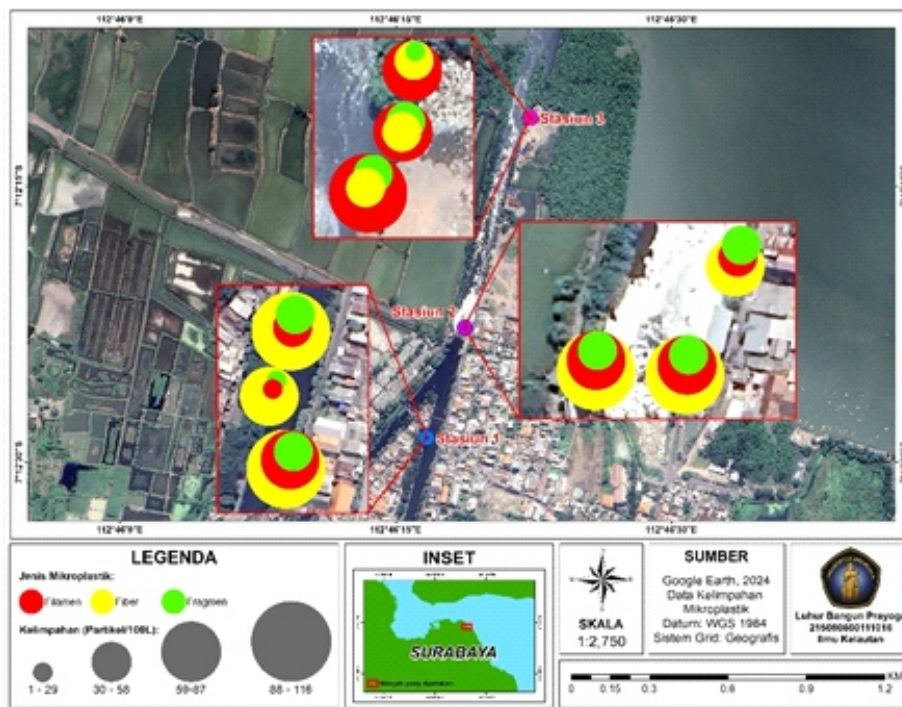 112°46'0"E 112°46'15"E 112°46'30"E
7°12'15"S
7°12'30"S
Stasiun 3
Stasiun 2
Stasiun 1
112°46'0"E 112°46'15"E 112°46'30"E
LEGENDA
Jenis Mikroplastik:
Filamen Fiber Fragmen
Kelimpahan (Partikel/100L):
1 - 29 30 - 58 59-87 88 - 116
INSET
SURABAYA
SKALA
1:2,750
SUMBER
Google Earth, 2024
Data Kelimpahan
Mikroplastik
Datum: WGS 1984
Sistem Grid: Geografis
Luhur Bangun Prayoga
Ilmu Kelautan
KM
0 0.15 0.3 0.6 0.9 1.2